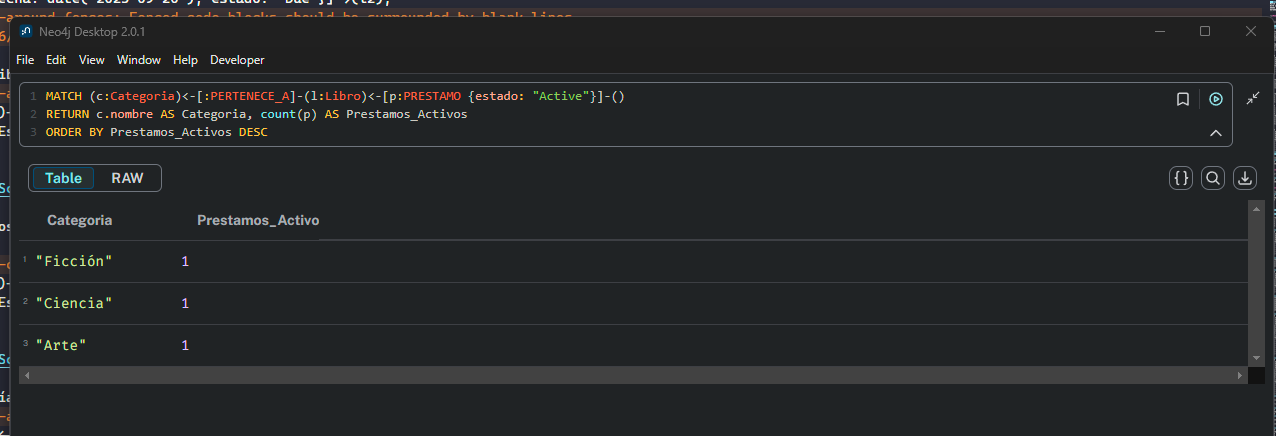 echa: date( 2025-09-20 ), estado: "Dac"}]->(l2);
-around-fences: Fenced code blocks should be surrounded by blank lines
Neo4j Desktop 2.0.1
File Edit View Window Help Developer
1 MATCH (c:Categoria)<-[:PERTENECE_A]-(l:Libro)<-[p:PRESTAMO {estado: "Active"}]-()
2 RETURN c.nombre AS Categoria, count(p) AS Prestamos_Activos
3 ORDER BY Prestamos_Activos DESC
Table RAW
Categoria Prestamos_Activo
1 "Ficción" 1
2 "Ciencia" 1
3 "Arte" 1